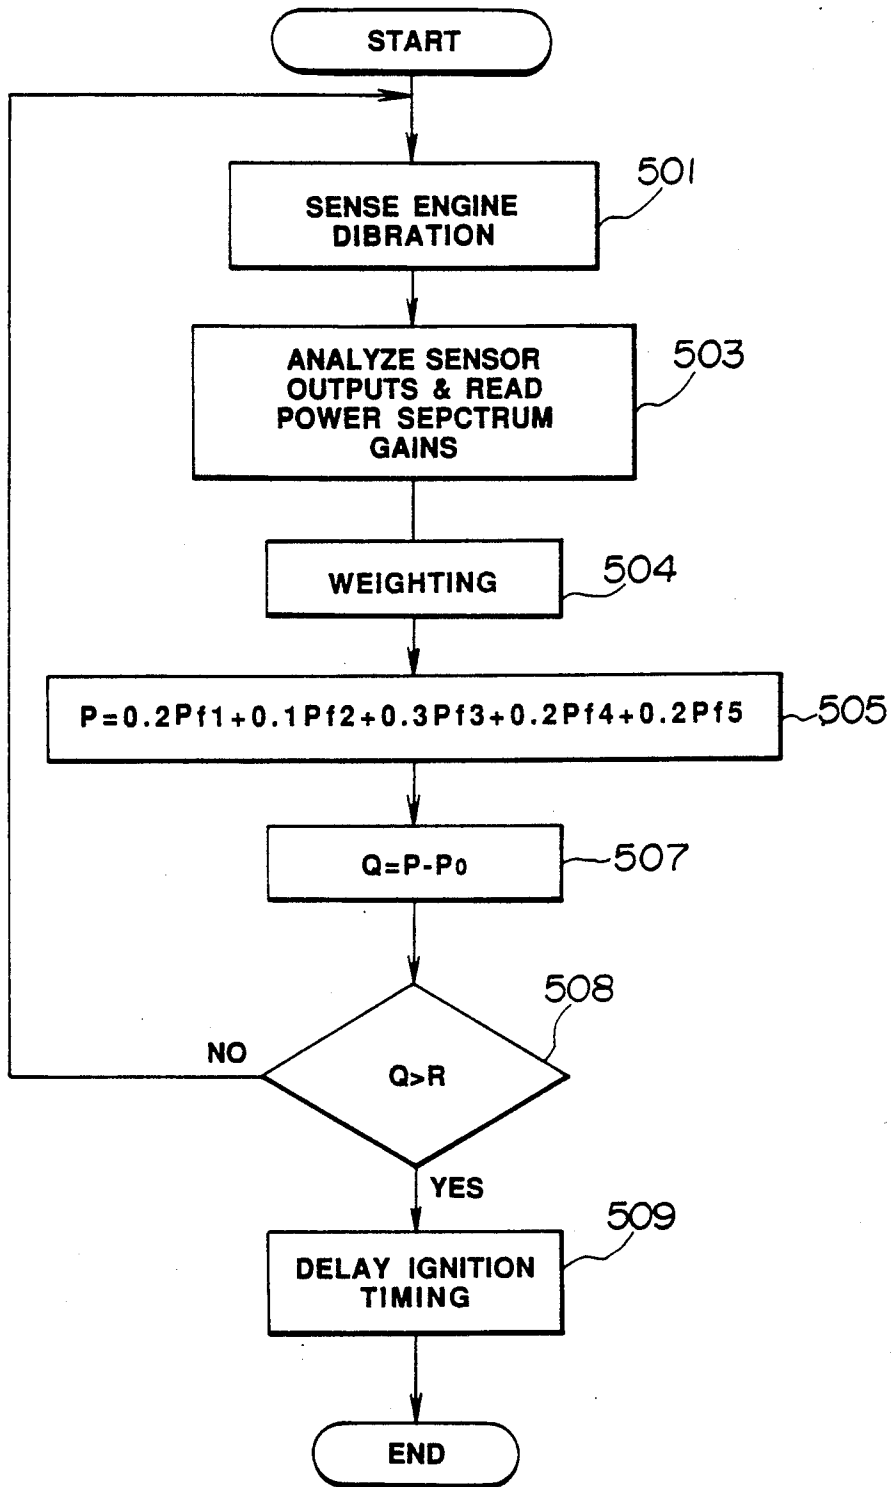 START
501
SENSE ENGINE
DIBRATION
503
ANALYZE SENSOR
OUTPUTS & READ
POWER SEPCTRUM
GAINS
504
WEIGHTING
P=0.2Pf1+0.1Pf2+0.3Pf3+0.2Pf4+0.2Pf5
505
Q=P-P0
507
508
NO
Q>R
YES
509
DELAY IGNITION
TIMING
END